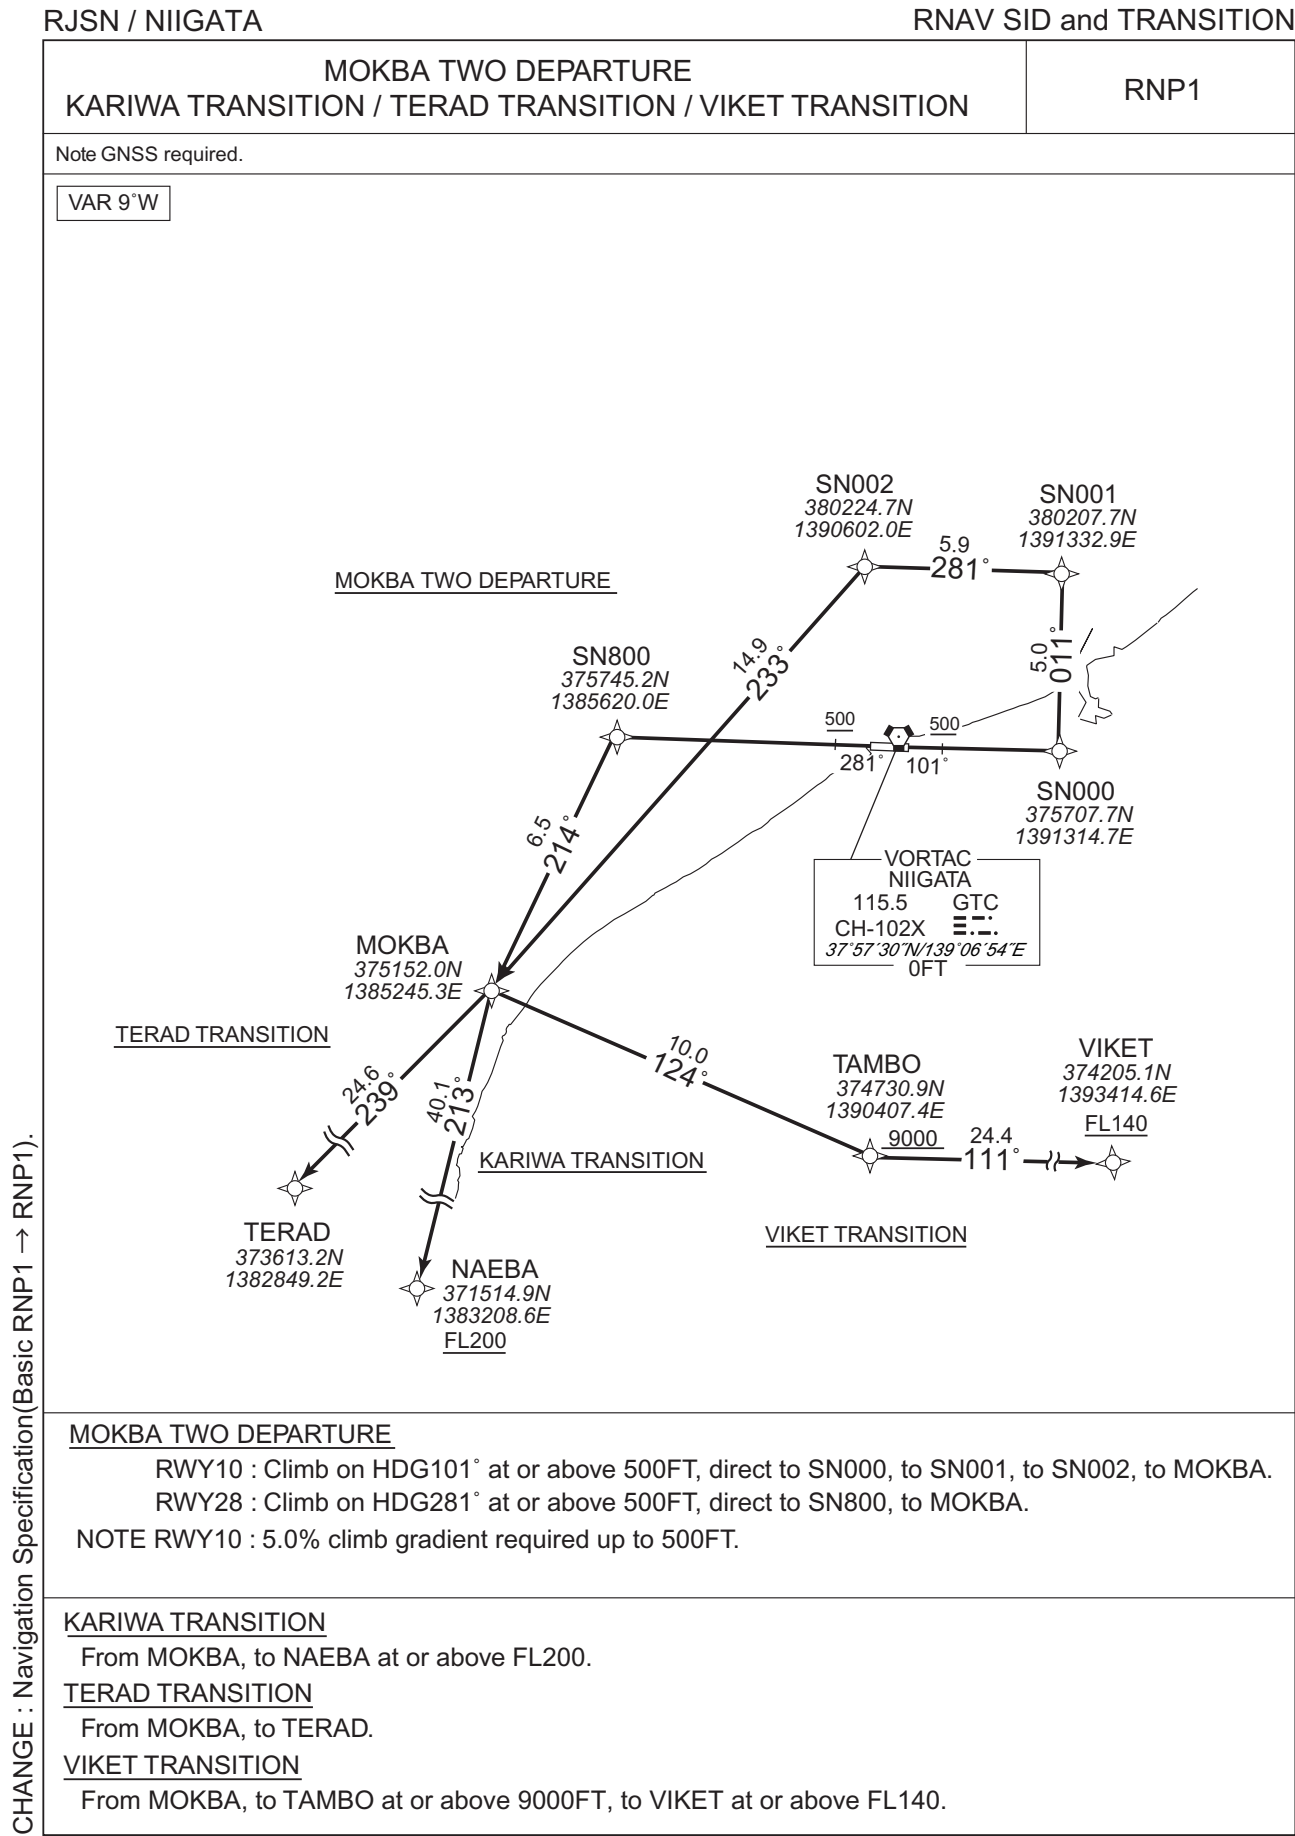 RJSN / NIIGATA
RNAV SID and TRANSITION
MOKBA TWO DEPARTURE
KARIWA TRANSITION / TERAD TRANSITION / VIKET TRANSITION
RNP1
Note GNSS required.
VAR 9°W
SN002
380224.7N
1390602.0E
SN001
380207.7N
1391332.9E
5.9
281°
MOKBA TWO DEPARTURE
14.9
233°
5.0
011°
SN800
375745.2N
1385620.0E
500
500
281°
101°
SN000
375707.7N
1391314.7E
6.5
214°
VORTAC
NIIGATA
115.5 GTC
CH-102X
37°57′30″N/139°06′54″E
0FT
MOKBA
375152.0N
1385245.3E
TERAD TRANSITION
10.0
124°
24.6
239°
40.1
213°
TAMBO
374730.9N
1390407.4E
9000
VIKET
374205.1N
1393414.6E
FL140
24.4
111°
KARIWA TRANSITION
VIKET TRANSITION
TERAD
373613.2N
1382849.2E
NAEBA
371514.9N
1383208.6E
FL200
MOKBA TWO DEPARTURE
RWY10 : Climb on HDG101° at or above 500FT, direct to SN000, to SN001, to SN002, to MOKBA.
RWY28 : Climb on HDG281° at or above 500FT, direct to SN800, to MOKBA.
NOTE RWY10 : 5.0% climb gradient required up to 500FT.
KARIWA TRANSITION
From MOKBA, to NAEBA at or above FL200.
TERAD TRANSITION
From MOKBA, to TERAD.
VIKET TRANSITION
From MOKBA, to TAMBO at or above 9000FT, to VIKET at or above FL140.
CHANGE : Navigation Specification(Basic RNP1 → RNP1).